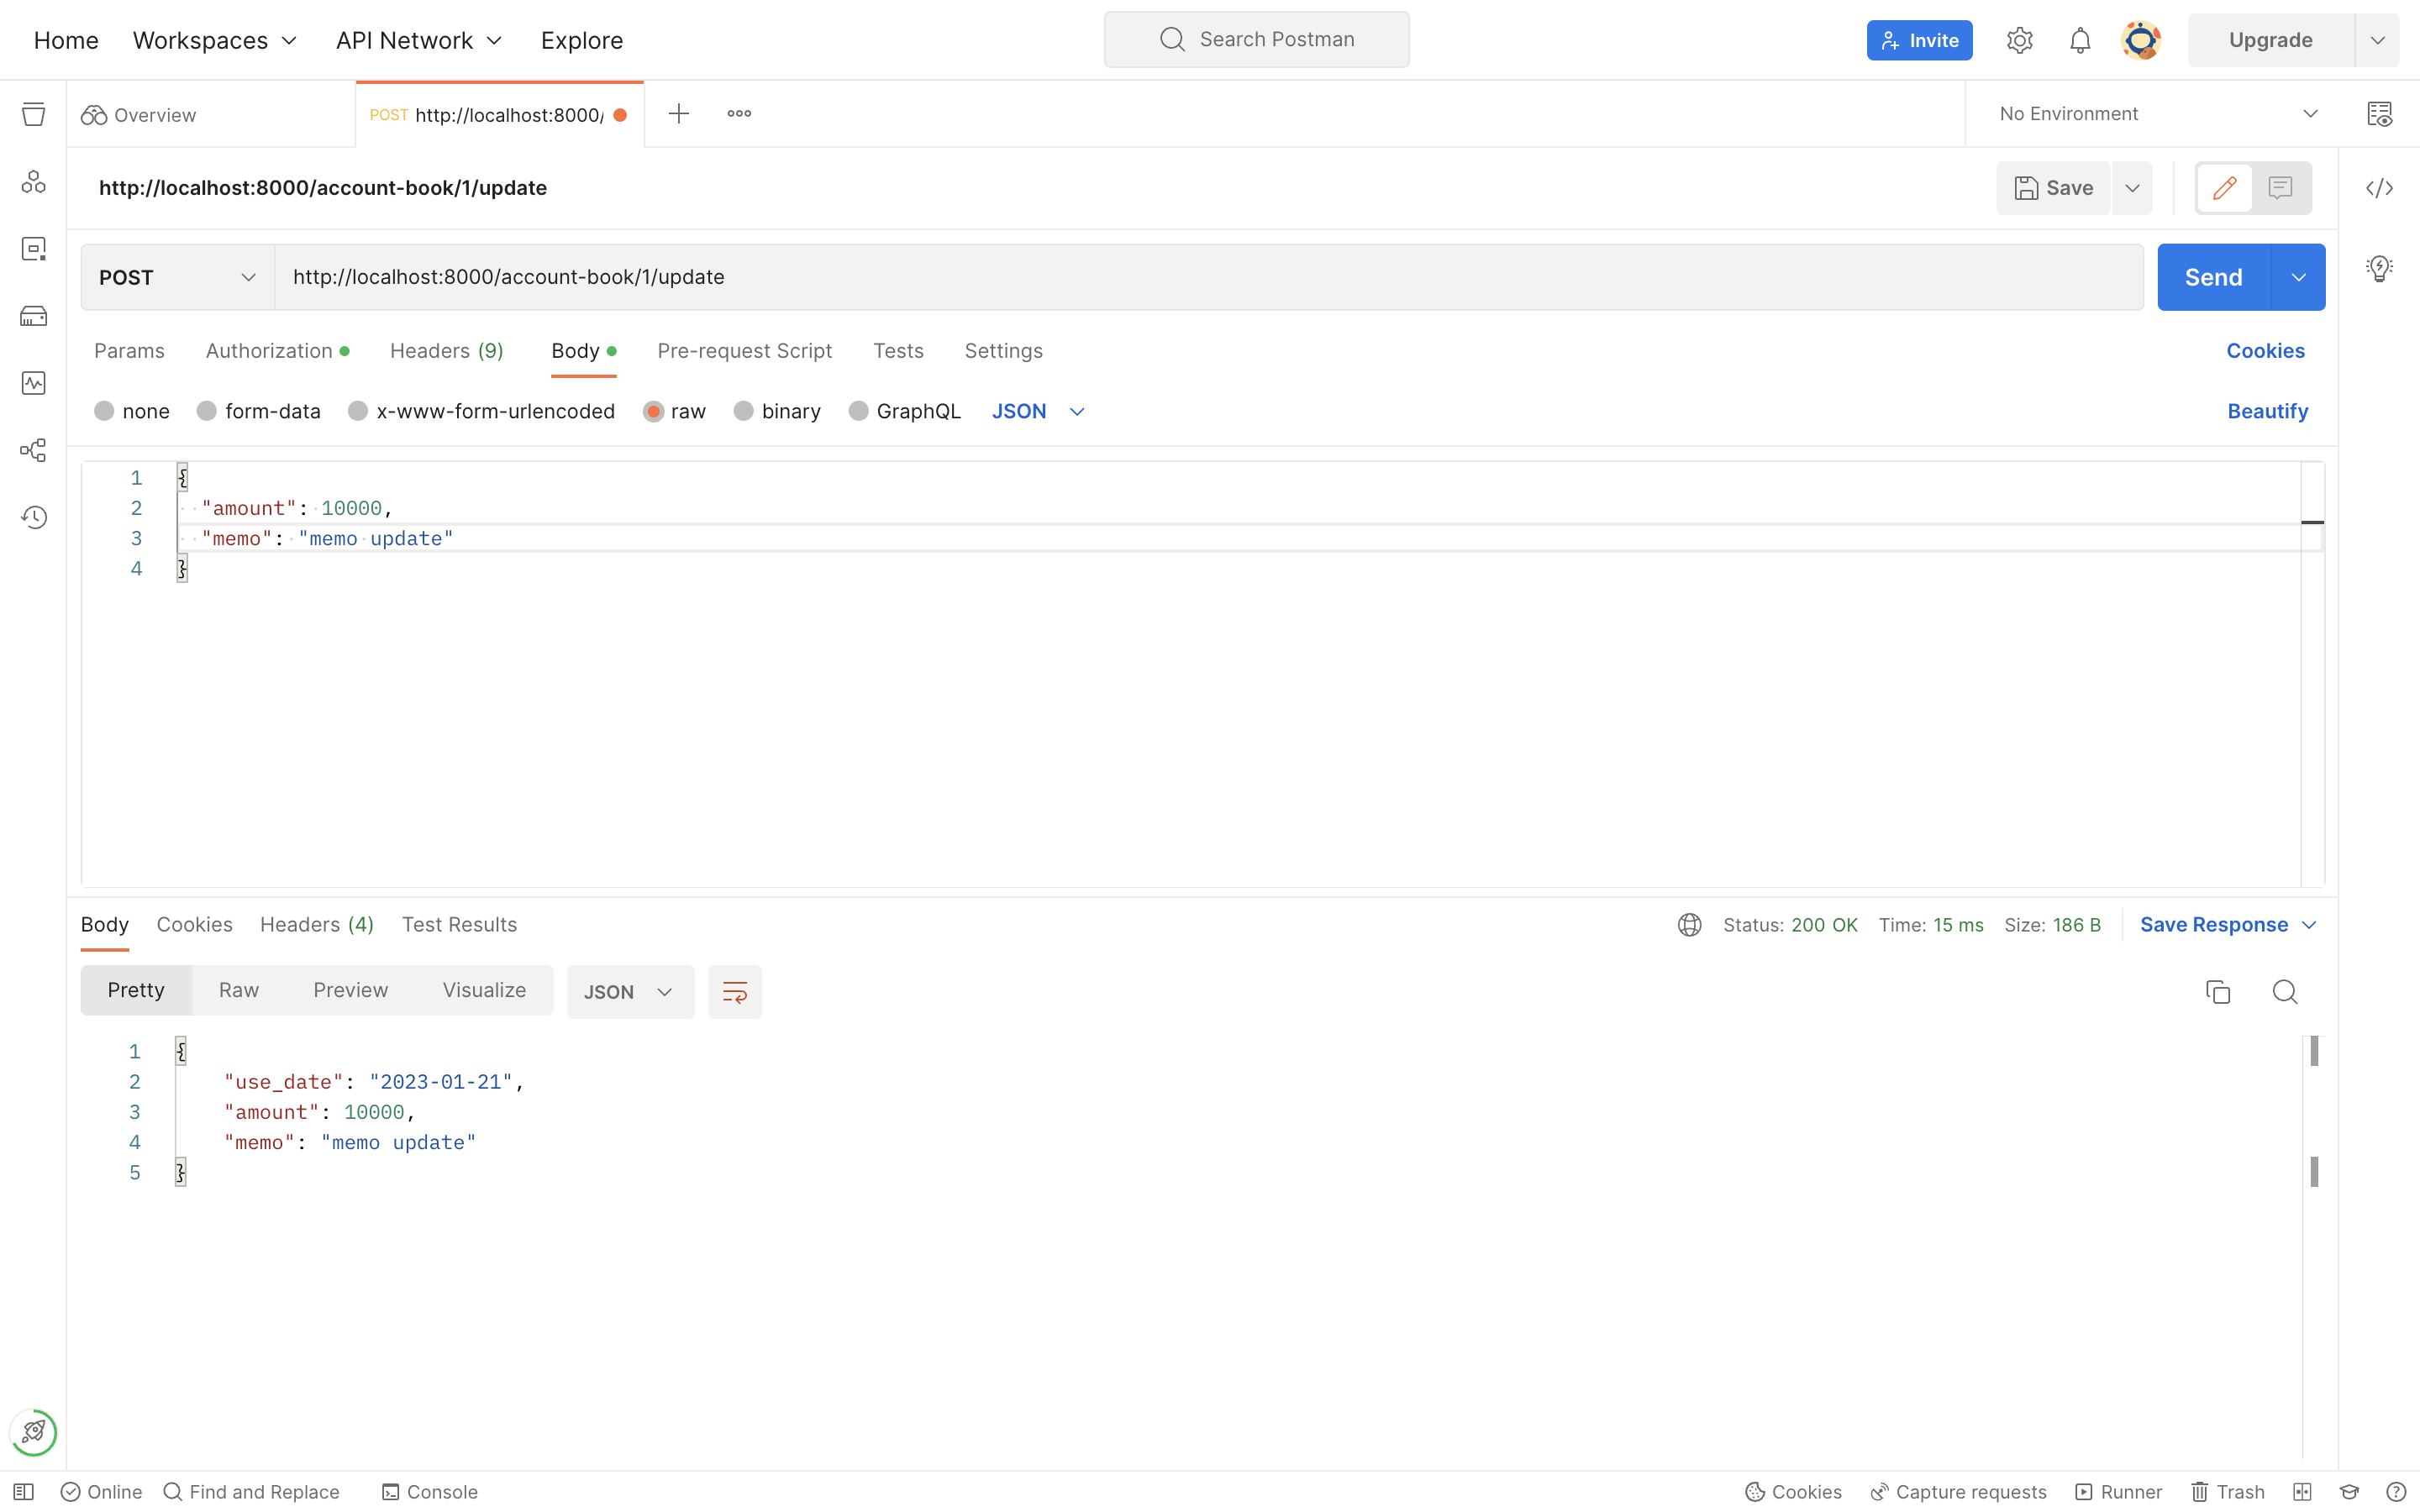 Home Workspaces API Network Explore Search Postman Invite Upgrade
Overview POST http://localhost:8000/ No Environment
http://localhost:8000/account-book/1/update Save
POST http://localhost:8000/account-book/1/update Send
Params Authorization Headers (9) Body Pre-request Script Tests Settings Cookies
none form-data x-www-form-urlencoded raw binary GraphQL JSON Beautify
1 {
2 "amount": 10000,
3 "memo": "memo update"
4 }
Body Cookies Headers (4) Test Results Status: 200 OK Time: 15 ms Size: 186 B Save Response
Pretty Raw Preview Visualize JSON
1 {
2 "use_date": "2023-01-21",
3 "amount": 10000,
4 "memo": "memo update"
5 }
Online Find and Replace Console Cookies Capture requests Runner Trash